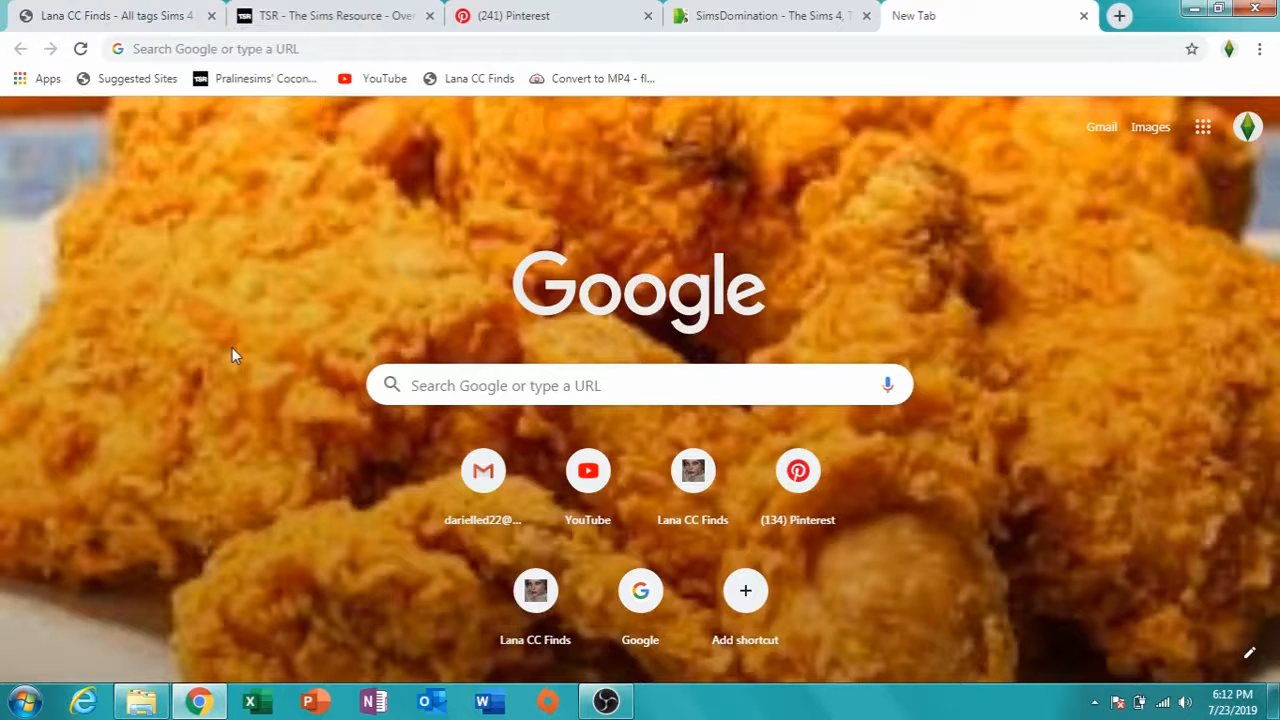 Lana CC Finds - All tags sims 4
TSR - The Sims Resource - Over
(241) Pinterest
SimsDomination - The Sims 4, T
New Tab
Search Google or type a URL
Apps
Suggested Sites
TSR
Pralinesims' Cocon...
YouTube
Lana CC Finds
Convert to MP4 - fl...
Gmail
Images
Google
Search Google or type a URL
darielled22@...
YouTube
Lana CC Finds
(134) Pinterest
Lana CC Finds
Google
Add shortcut
6:12 PM
7/23/2019